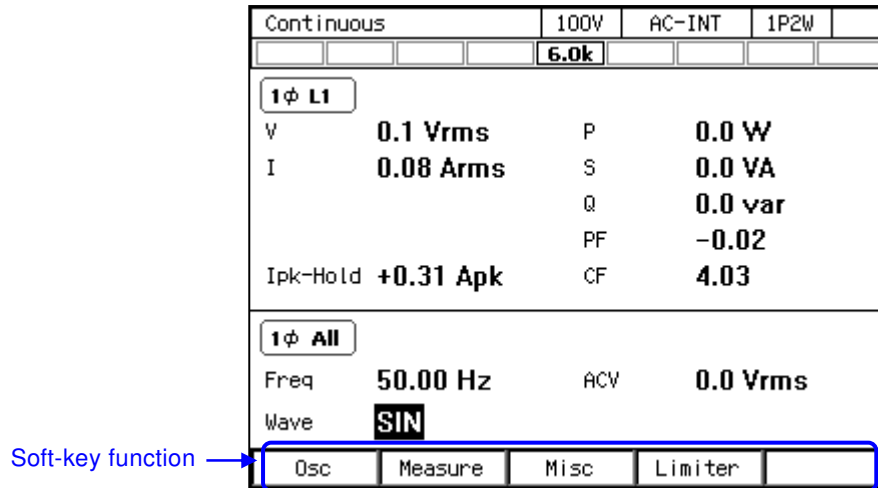 Continuous 100V AC-INT 1P2W
6.0k
1ϕ L1
V 0.1 Vrms P 0.0 W
I 0.08 Arms S 0.0 VA
Q 0.0 var
PF -0.02
Ipk-Hold +0.31 Apk CF 4.03
1ϕ All
Freq 50.00 Hz ACV 0.0 Vrms
Wave SIN
Soft-key function Osc Measure Misc Limiter